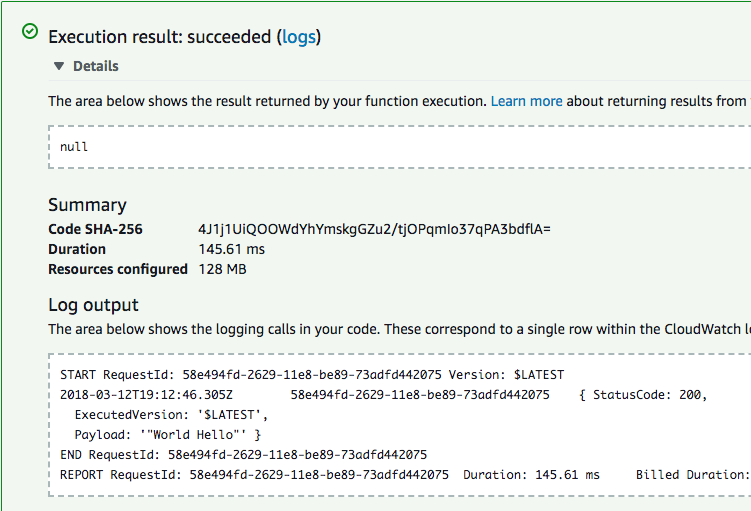 Execution result: succeeded (logs)
Details
The area below shows the result returned by your function execution. Learn more about returning results from
null
Summary
Code SHA-256 4J1j1UiQOOWdYhYmskgGZu2/tjOPqmIo37qPA3bdflA=
Duration 145.61 ms
Resources configured 128 MB
Log output
The area below shows the logging calls in your code. These correspond to a single row within the CloudWatch
START RequestId: 58e494fd-2629-11e8-be89-73adfd442075 Version: $LATEST
2018-03-12T19:12:46.305Z 58e494fd-2629-11e8-be89-73adfd442075 { StatusCode: 200,
ExecutedVersion: '$LATEST',
Payload: '"World Hello"' }
END RequestId: 58e494fd-2629-11e8-be89-73adfd442075
REPORT RequestId: 58e494fd-2629-11e8-be89-73adfd442075 Duration: 145.61 ms Billed Duration: